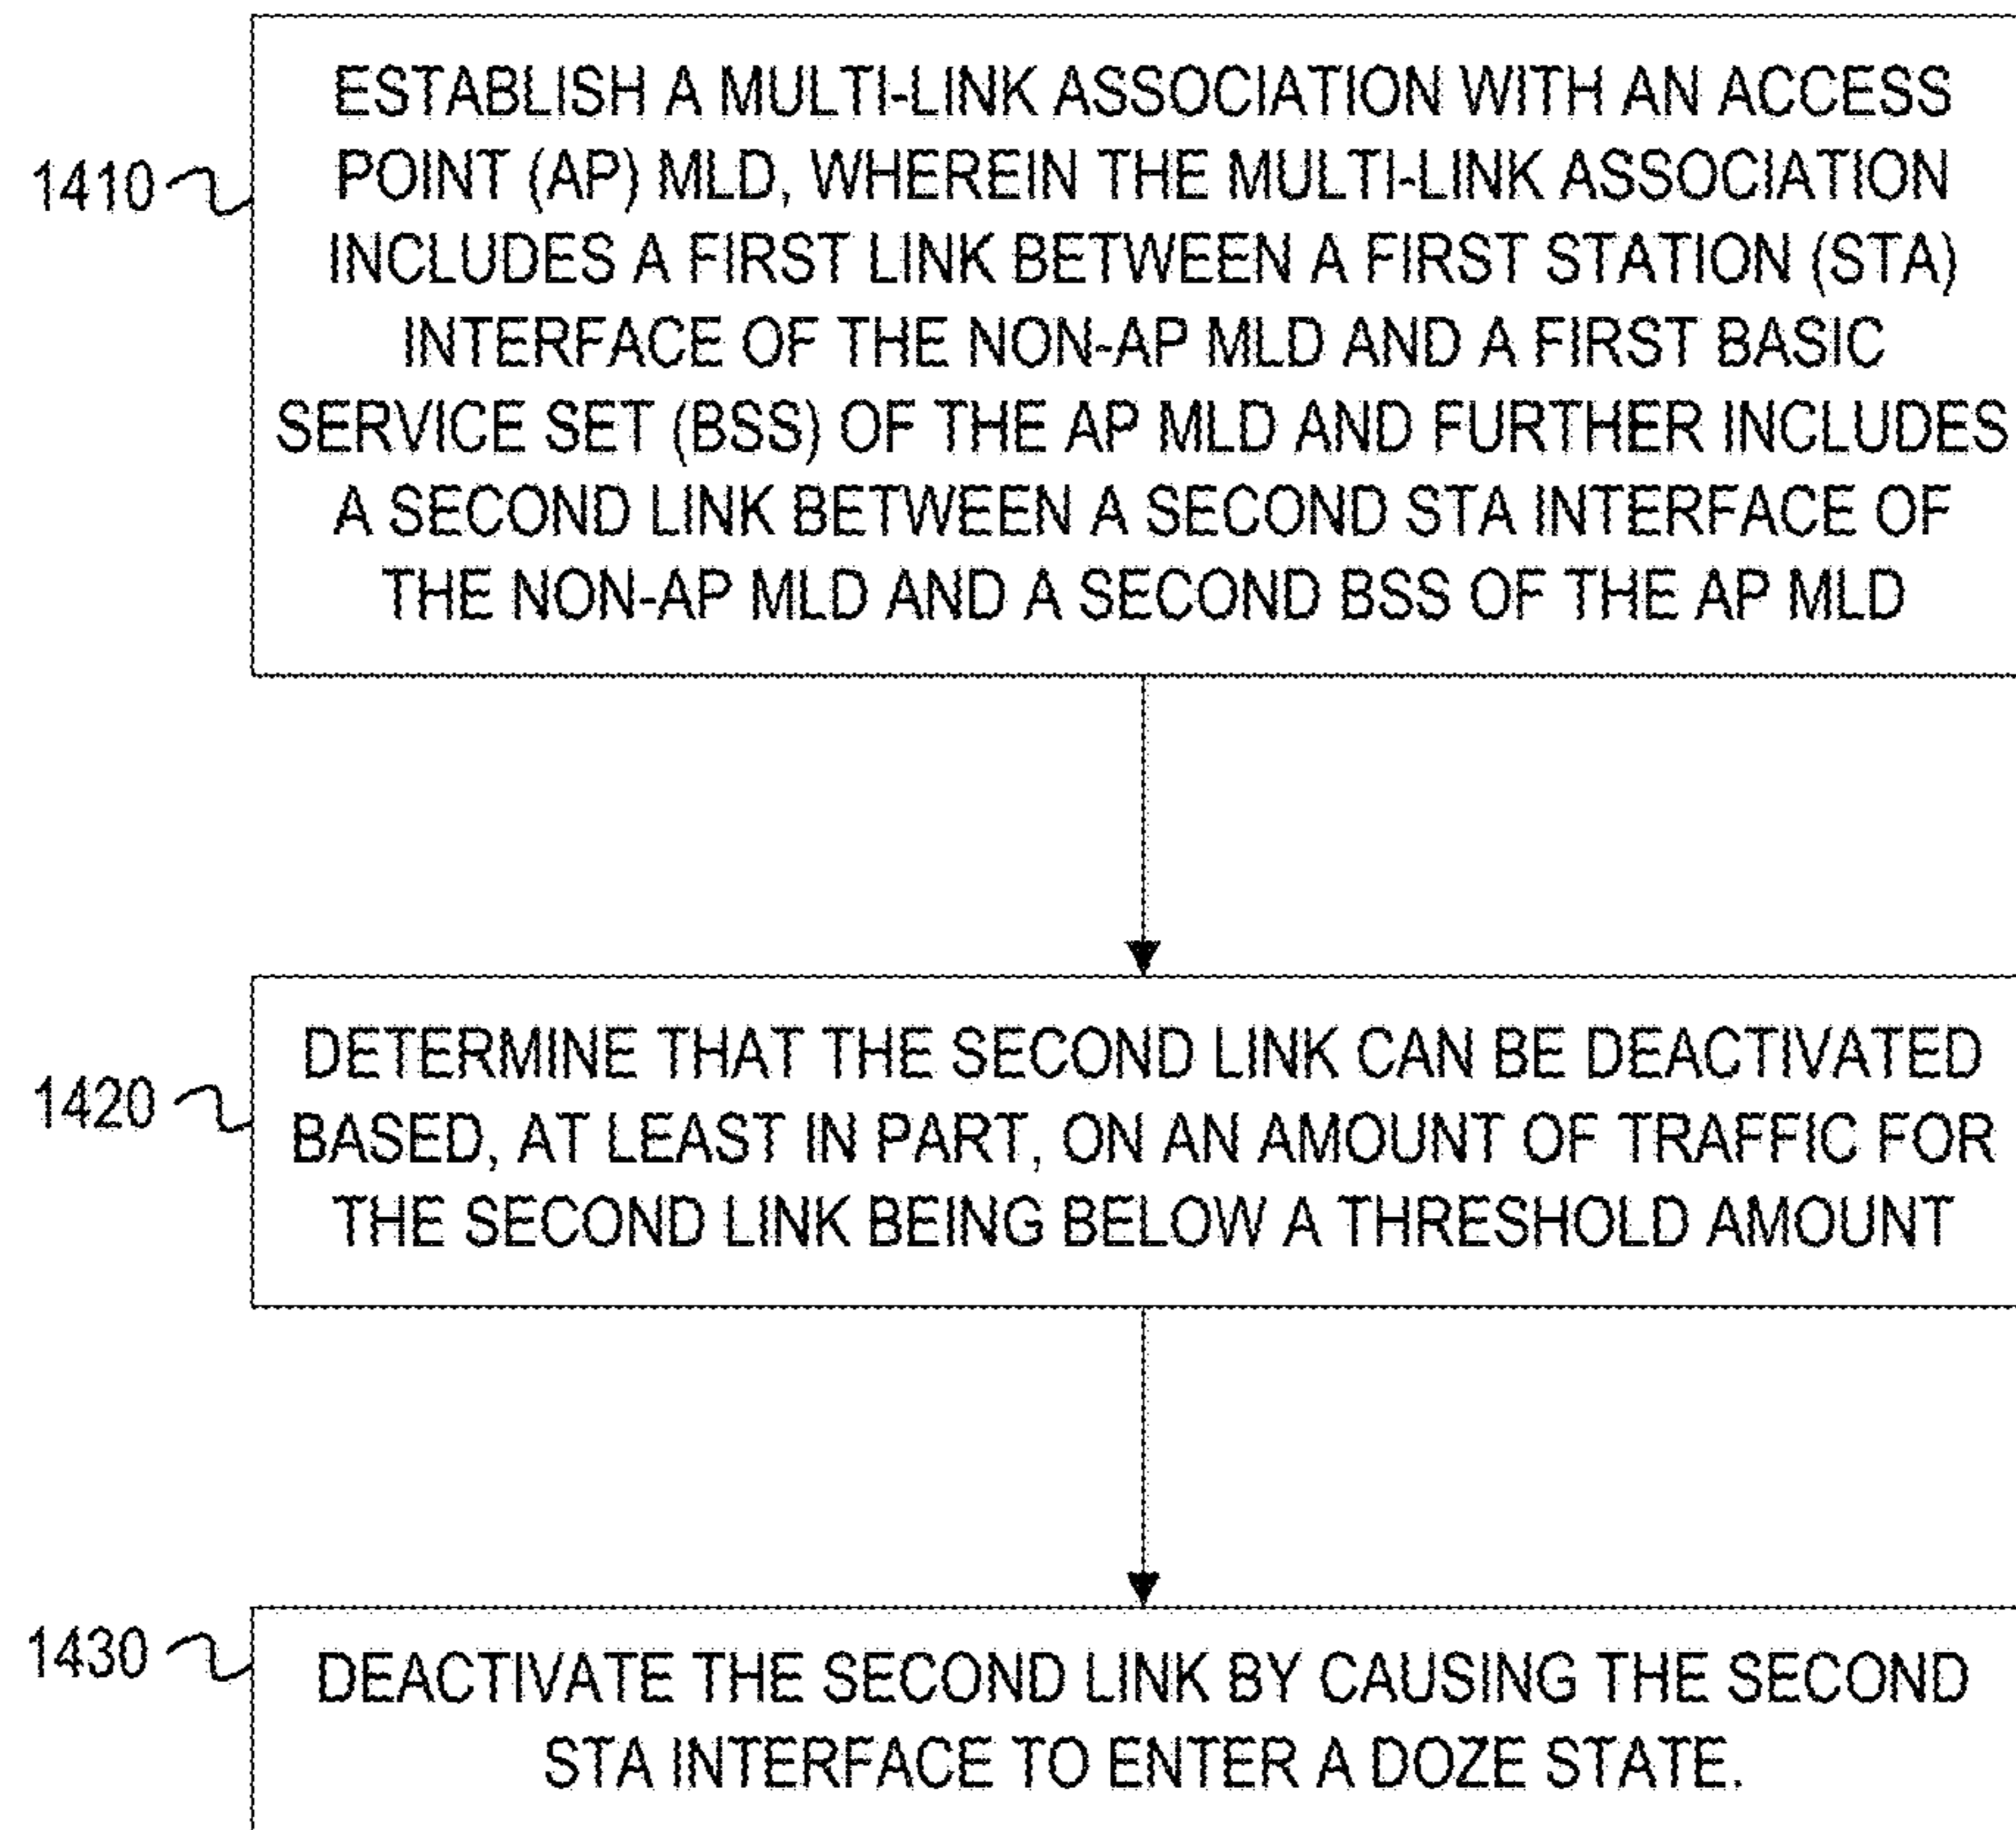 ESTABLISH A MULTI-LINK ASSOCIATION WITH AN ACCESS
1410
POINT (AP) MLD, WHEREIN THE MULTI-LINK ASSOCIATION
INCLUDES A FIRST LINK BETWEEN A FIRST STATION (STA)
INTERFACE OF THE NON-AP MLD AND A FIRST BASIC
SERVICE SET (BSS) OF THE AP MLD AND FURTHER INCLUDES
A SECOND LINK BETWEEN A SECOND STA INTERFACE OF
THE NON-AP MLD AND A SECOND BSS OF THE AP MLD
DETERMINE THAT THE SECOND LINK CAN BE DEACTIVATED
1420
BASED, AT LEAST IN PART, ON AN AMOUNT OF TRAFFIC FOR
THE SECOND LINK BEING BELOW A THRESHOLD AMOUNT
1430
DEACTIVATE THE SECOND LINK BY CAUSING THE SECOND
STA INTERFACE TO ENTER A DOZE STATE.